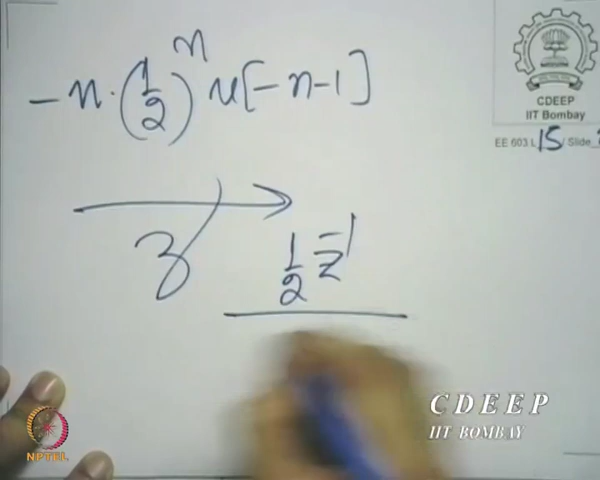 -n·(1/2)^n u[-n-1]
CDEEP
IIT Bombay
EE 603 L 15 / Slide
z
1/2 z^-1
CDEEP
IIT BOMBAY
NPTEL